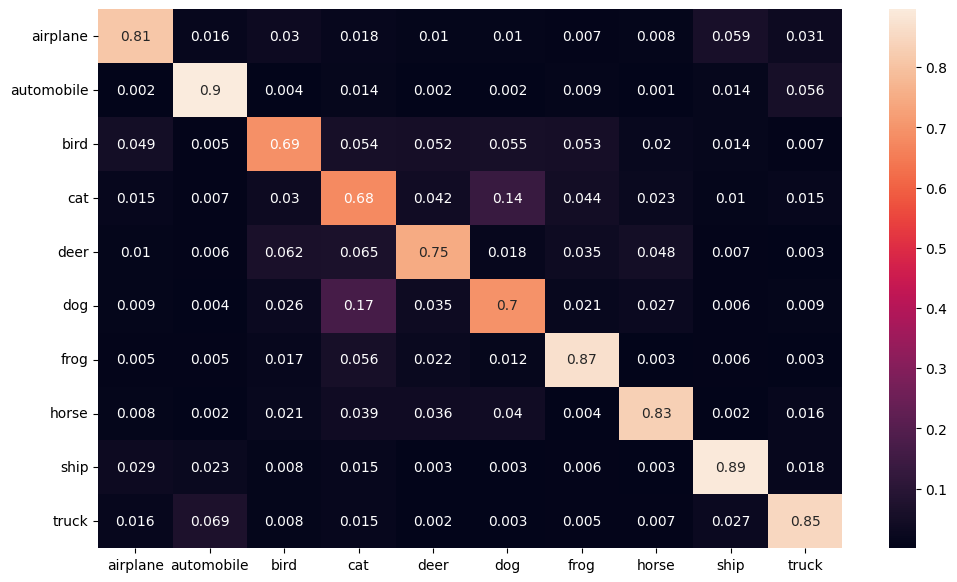 airplane 0.81 0.016 0.03 0.018 0.01 0.01 0.007 0.008 0.059 0.031
automobile 0.002 0.9 0.004 0.014 0.002 0.002 0.009 0.001 0.014 0.056
bird 0.049 0.005 0.69 0.054 0.052 0.055 0.053 0.02 0.014 0.007
cat 0.015 0.007 0.03 0.68 0.042 0.14 0.044 0.023 0.01 0.015
deer 0.01 0.006 0.062 0.065 0.75 0.018 0.035 0.048 0.007 0.003
dog 0.009 0.004 0.026 0.17 0.035 0.7 0.021 0.027 0.006 0.009
frog 0.005 0.005 0.017 0.056 0.022 0.012 0.87 0.003 0.006 0.003
horse 0.008 0.002 0.021 0.039 0.036 0.04 0.004 0.83 0.002 0.016
ship 0.029 0.023 0.008 0.015 0.003 0.003 0.006 0.003 0.89 0.018
truck 0.016 0.069 0.008 0.015 0.002 0.003 0.005 0.007 0.027 0.85
airplane automobile bird cat deer dog frog horse ship truck
0.8
0.7
0.6
0.5
0.4
0.3
0.2
0.1